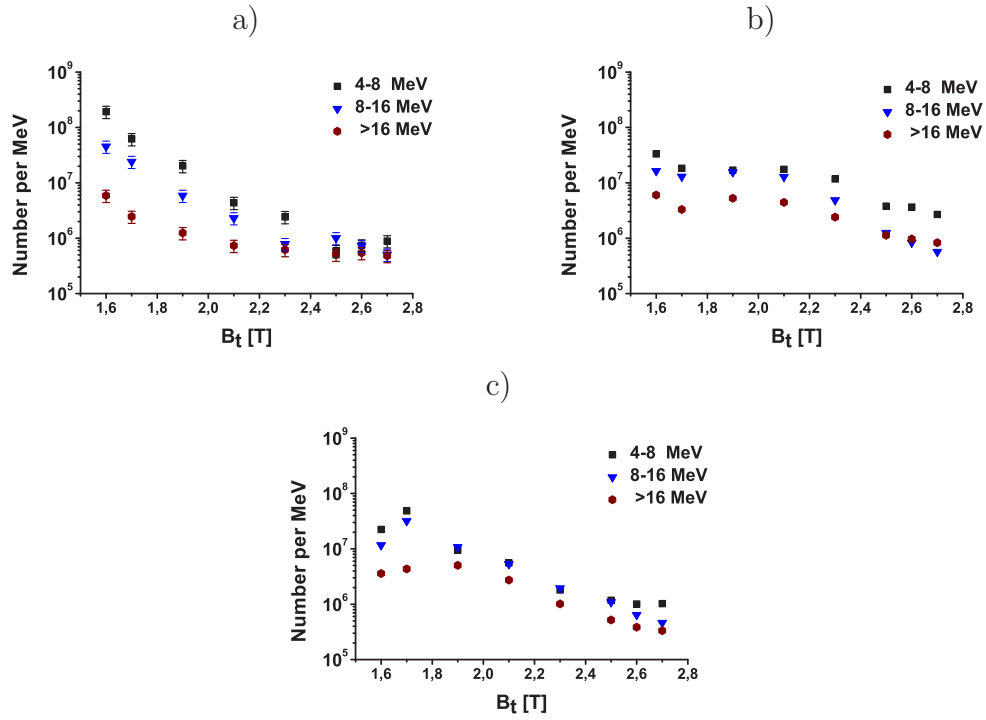 a)
Number per MeV
10⁹
10⁸
10⁷
10⁶
10⁵
4-8 MeV
8-16 MeV
>16 MeV
1,6 1,8 2,0 2,2 2,4 2,6 2,8
Bt [T]
b)
Number per MeV
10⁹
10⁸
10⁷
10⁶
10⁵
4-8 MeV
8-16 MeV
>16 MeV
1,6 1,8 2,0 2,2 2,4 2,6 2,8
Bt [T]
c)
Number per MeV
10⁹
10⁸
10⁷
10⁶
10⁵
4-8 MeV
8-16 MeV
>16 MeV
1,6 1,8 2,0 2,2 2,4 2,6 2,8
Bt [T]